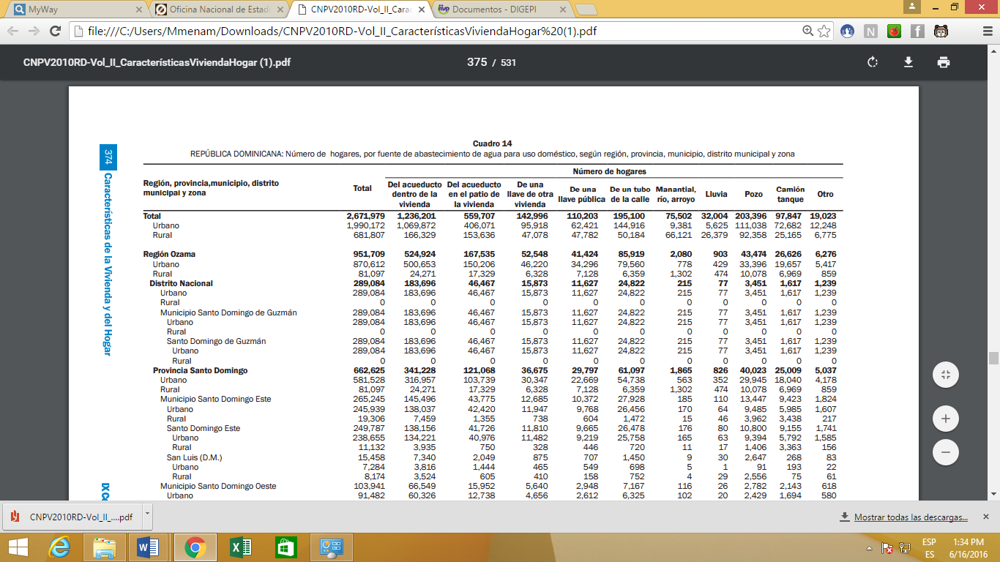 MyWay
Oficina Nacional de Estad
CNPV2010RD-Vol_II_Carac
Documentos - DIGEPI
file:///C:/Users/Mmenam/Downloads/CNPV2010RD-Vol_II_CaracterísticasViviendaHogar%20(1).pdf
CNPV2010RD-Vol_II_CaracterísticasViviendaHogar (1).pdf
375 / 531
374 Características de la Vivienda y del Hogar
Cuadro 14
REPÚBLICA DOMINICANA: Número de hogares, por fuente de abastecimiento de agua para uso doméstico, según región, provincia, municipio, distrito municipal y zona
Región, provincia,municipio, distrito municipal y zona Total Número de hogares
Del acueducto dentro de la vivienda Del acueducto en el patio de la vivienda De una llave de otra vivienda De una llave pública De un tubo de la calle Manantial, río, arroyo Lluvia Pozo Camión tanque Otro
Total 2,671,979 1,236,201 559,707 142,996 110,203 195,100 75,502 32,004 203,396 97,847 19,023
Urbano 1,990,172 1,069,872 406,071 95,918 62,421 144,916 9,381 5,625 111,038 72,682 12,248
Rural 681,807 166,329 153,636 47,078 47,782 50,184 66,121 26,379 92,358 25,165 6,775
Región Ozama 951,709 524,924 167,535 52,548 41,424 85,919 2,080 903 43,474 26,626 6,276
Urbano 870,612 500,653 150,206 46,220 34,296 79,560 778 429 33,396 19,657 5,417
Rural 81,097 24,271 17,329 6,328 7,128 6,359 1,302 474 10,078 6,969 859
Distrito Nacional 289,084 183,696 46,467 15,873 11,627 24,822 215 77 3,451 1,617 1,239
Urbano 289,084 183,696 46,467 15,873 11,627 24,822 215 77 3,451 1,617 1,239
Rural 0 0 0 0 0 0 0 0 0 0 0
Municipio Santo Domingo de Guzmán 289,084 183,696 46,467 15,873 11,627 24,822 215 77 3,451 1,617 1,239
Urbano 289,084 183,696 46,467 15,873 11,627 24,822 215 77 3,451 1,617 1,239
Rural 0 0 0 0 0 0 0 0 0 0 0
Santo Domingo de Guzmán 289,084 183,696 46,467 15,873 11,627 24,822 215 77 3,451 1,617 1,239
Urbano 289,084 183,696 46,467 15,873 11,627 24,822 215 77 3,451 1,617 1,239
Rural 0 0 0 0 0 0 0 0 0 0 0
Provincia Santo Domingo 662,625 341,228 121,068 36,675 29,797 61,097 1,865 826 40,023 25,009 5,037
Urbano 581,528 316,957 103,739 30,347 22,669 54,738 563 352 29,945 18,040 4,178
Rural 81,097 24,271 17,329 6,328 7,128 6,359 1,302 474 10,078 6,969 859
Municipio Santo Domingo Este 265,245 145,496 43,775 12,685 10,372 27,928 185 110 13,447 9,423 1,824
Urbano 245,939 138,037 42,420 11,947 9,768 26,456 170 64 9,485 5,985 1,607
Rural 19,306 7,459 1,355 738 604 1,472 15 46 3,962 3,438 217
Santo Domingo Este 249,787 138,156 41,726 11,810 9,665 26,478 176 80 10,800 9,155 1,741
Urbano 238,655 134,221 40,976 11,482 9,219 25,758 165 63 9,394 5,792 1,585
Rural 11,132 3,935 750 328 446 720 11 17 1,406 3,363 156
San Luis (D.M.) 15,458 7,340 2,049 875 707 1,450 9 30 2,647 268 83
Urbano 7,284 3,816 1,444 465 549 698 5 1 91 193 22
Rural 8,174 3,524 605 410 158 752 4 29 2,556 75 61
Municipio Santo Domingo Oeste 103,941 66,549 15,952 5,640 2,948 7,167 116 26 2,782 2,143 618
Urbano 91,482 60,326 12,738 4,656 2,612 6,325 102 20 2,429 1,694 580
IX C
CNPV2010RD-Vol_II_....pdf
Mostrar todas las descargas...
ESP 1:34 PM
ES 6/16/2016